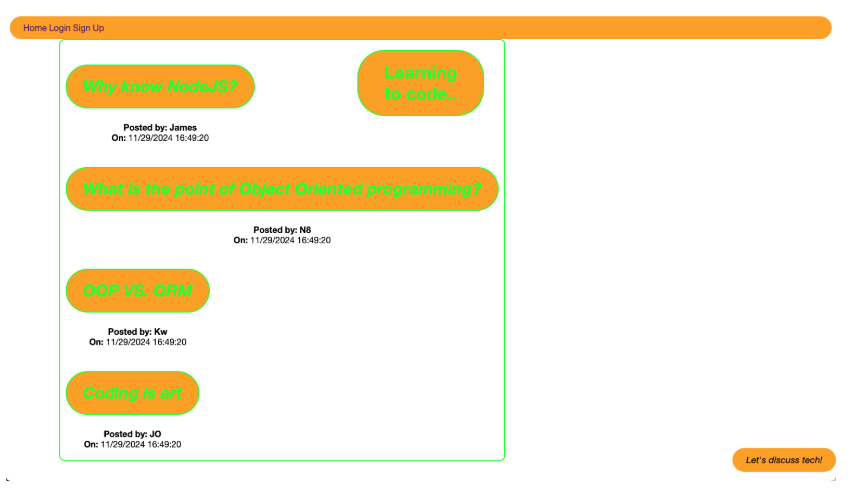 Home Login Sign Up
Why know NodeJS?
Learning
to code..
Posted by: James
On: 11/29/2024 16:49:20
What is the point of Object Oriented programming?
Posted by: N8
On: 11/29/2024 16:49:20
OOP VS. ORM
Posted by: Kw
On: 11/29/2024 16:49:20
Coding is art
Posted by: JO
On: 11/29/2024 16:49:20
Let's discuss tech!